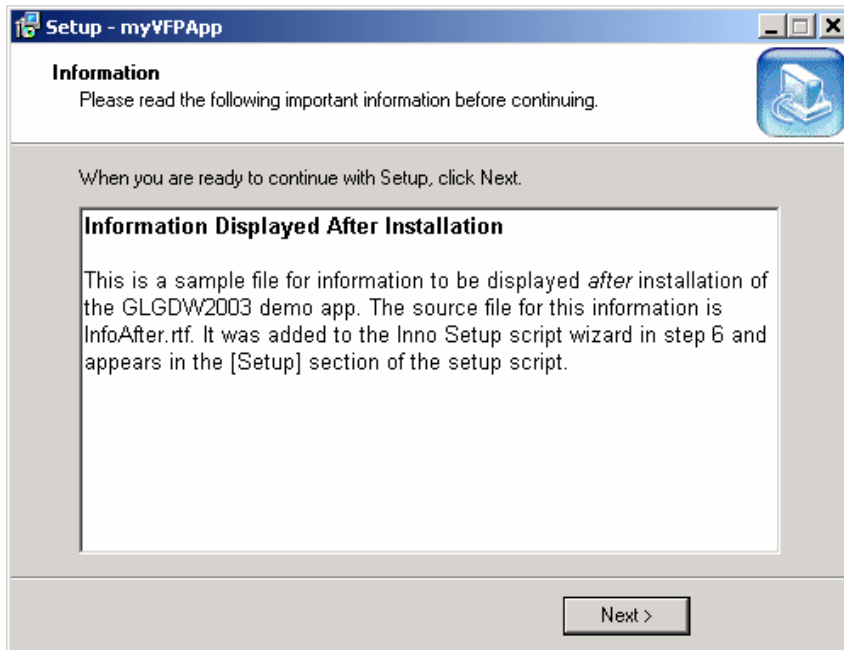 Setup - myVFPApp
Information
Please read the following important information before continuing.
When you are ready to continue with Setup, click Next.
Information Displayed After Installation
This is a sample file for information to be displayed after installation of
the GLGDW2003 demo app. The source file for this information is
InfoAfter.rtf. It was added to the Inno Setup script wizard in step 6 and
appears in the [Setup] section of the setup script.
Next >